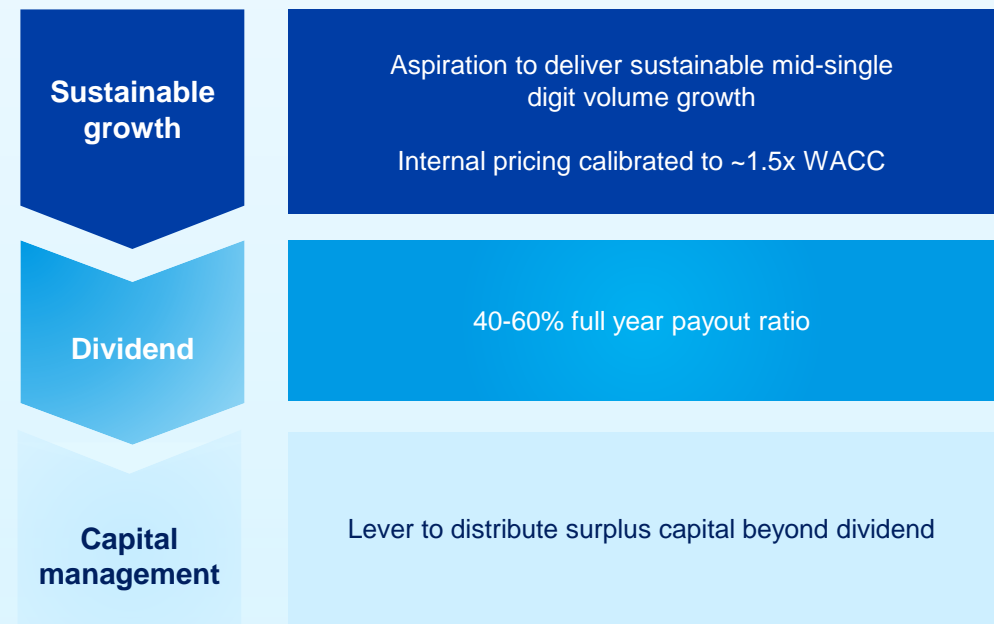 Sustainable
growth
Aspiration to deliver sustainable mid-single
digit volume growth
Internal pricing calibrated to ~1.5x WACC
Dividend
40-60% full year payout ratio
Capital
management
Lever to distribute surplus capital beyond dividend